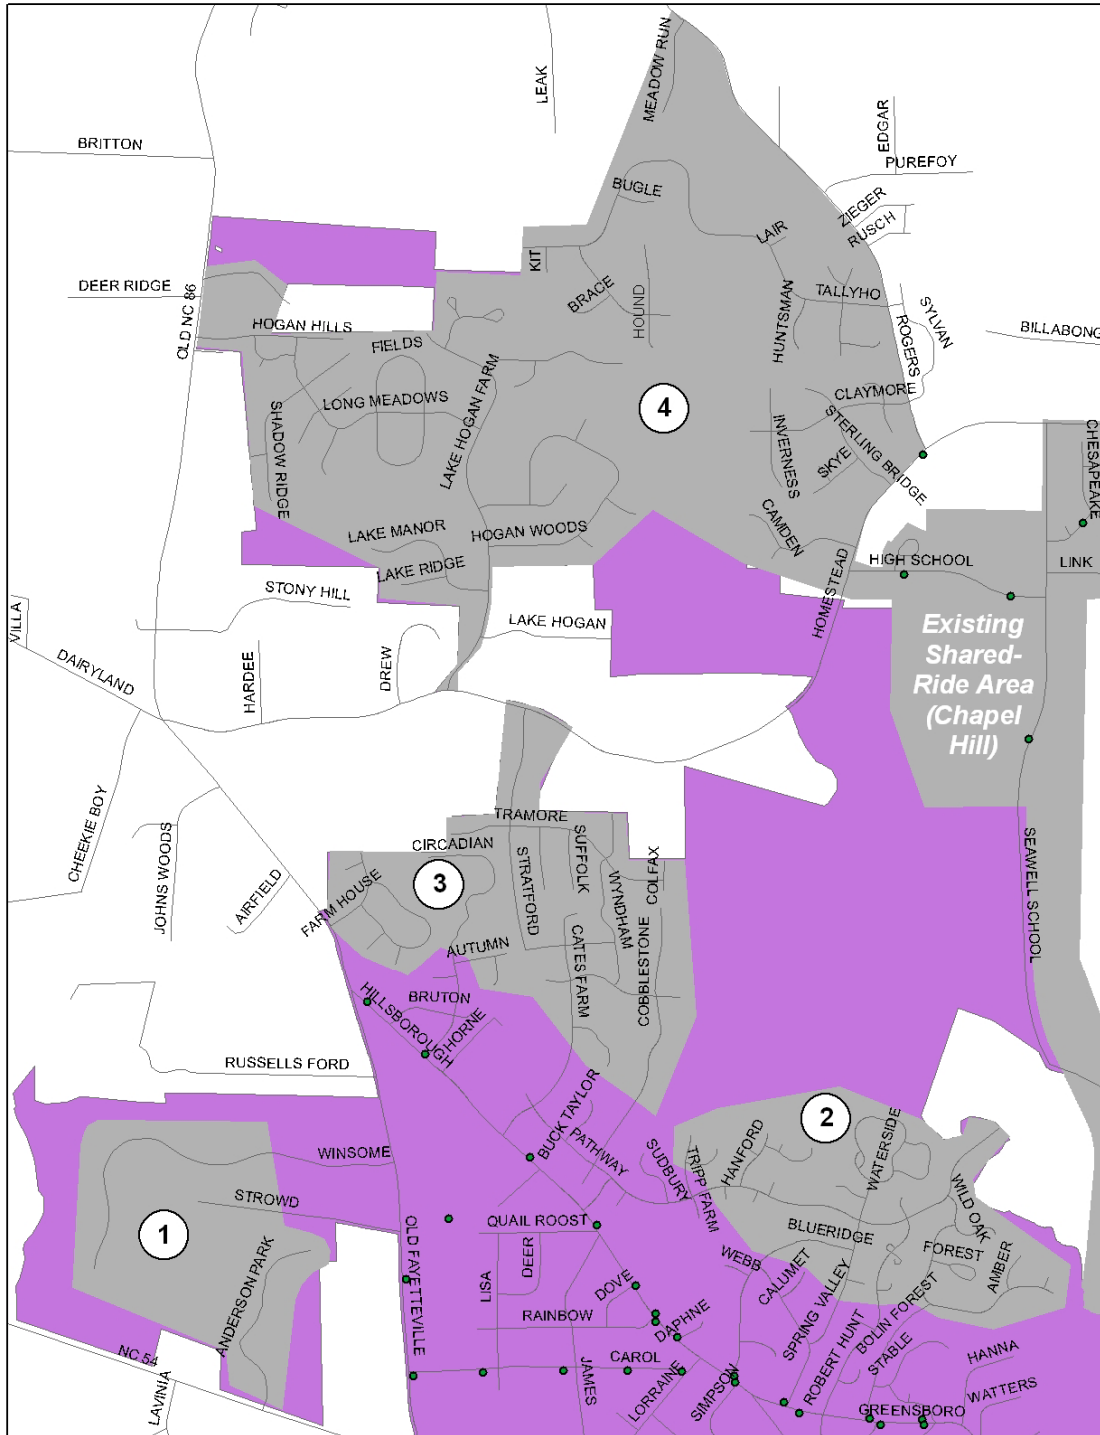 MEADOW RUN
LEAK
EDGAR
BRITTON
PUREFOY
BUGLE
ZIEGER
RUSCH
LAIR
KIT
DEER RIDGE
BRACE
HOUND
TALLYHO
SYLVAN
OLD NC 86
HUNTSMAN
ROGERS
BILLABONG
HOGAN HILLS
FIELDS
LAKE HOGAN FARM
CLAYMORE
4
LONG MEADOWS
SHADOW RIDGE
INVERNESS
STERLING BRIDGE
SKYE
CHESAPEAKE
CAMDEN
LAKE MANOR
HOGAN WOODS
HOMESTEAD
HIGH SCHOOL
LINK
LAKE RIDGE
STONY HILL
VILLA
LAKE HOGAN
Existing
Shared-
Ride Area
(Chapel
Hill)
DAIRYLAND
HARDEE
DREW
CHEEKIE BOY
JOHNS WOODS
TRAMORE
CIRCADIAN
STRATFORD
SUFFOLK
WYNDHAM
COLFAX
SEAWELL SCHOOL
AIRFIELD
FARM HOUSE
3
AUTUMN
CATES FARM
COBBLESTONE
HILLSBOROUGH
BRUTON
THORNE
RUSSELLS FORD
BUCK TAYLOR
PATHWAY
2
WINSOME
SUDBURY
TRIPP FARM
HANFORD
WATERSIDE
STROWD
1
WILD OAK
OLD FAYETTEVILLE
QUAIL ROOST
BLUERIDGE
FOREST
AMBER
ANDERSON PARK
LISA
DEER
DOVE
WEBB
CALUMET
SPRING VALLEY
BOLIN FOREST
RAINBOW
DAPHNE
ROBERT HUNT
STABLE
NC 54
LAVINIA
CAROL
JAMES
LORRAINE
SIMPSON
HANNA
WATTERS
GREENSBORO